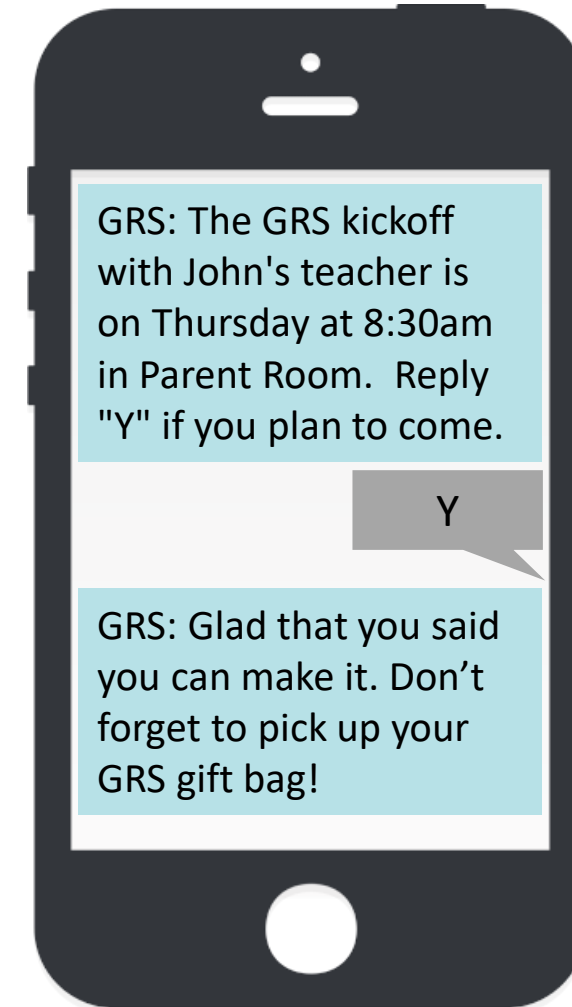 GRS: The GRS kickoff
with John's teacher is
on Thursday at 8:30am
in Parent Room.  Reply
"Y" if you plan to come.
Y
GRS: Glad that you said
you can make it. Don’t
forget to pick up your
GRS gift bag!